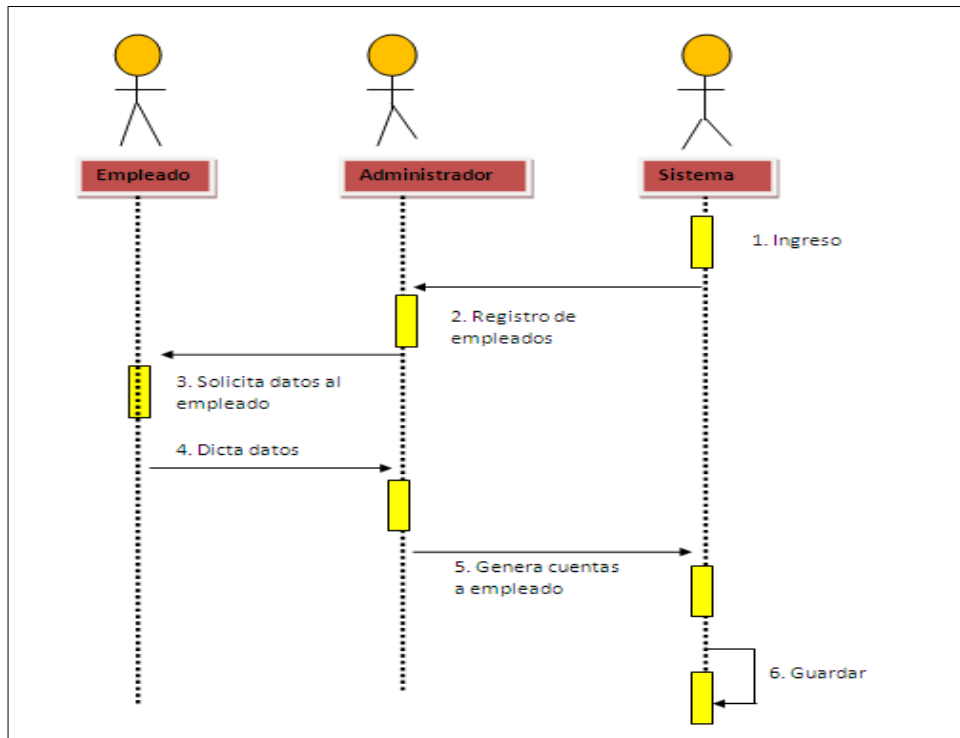 Empleado
Administrador
Sistema
1. Ingreso
2. Registro de
empleados
3. Solicita datos al
empleado
4. Dicta datos
5. Genera cuentas
a empleado
6. Guardar